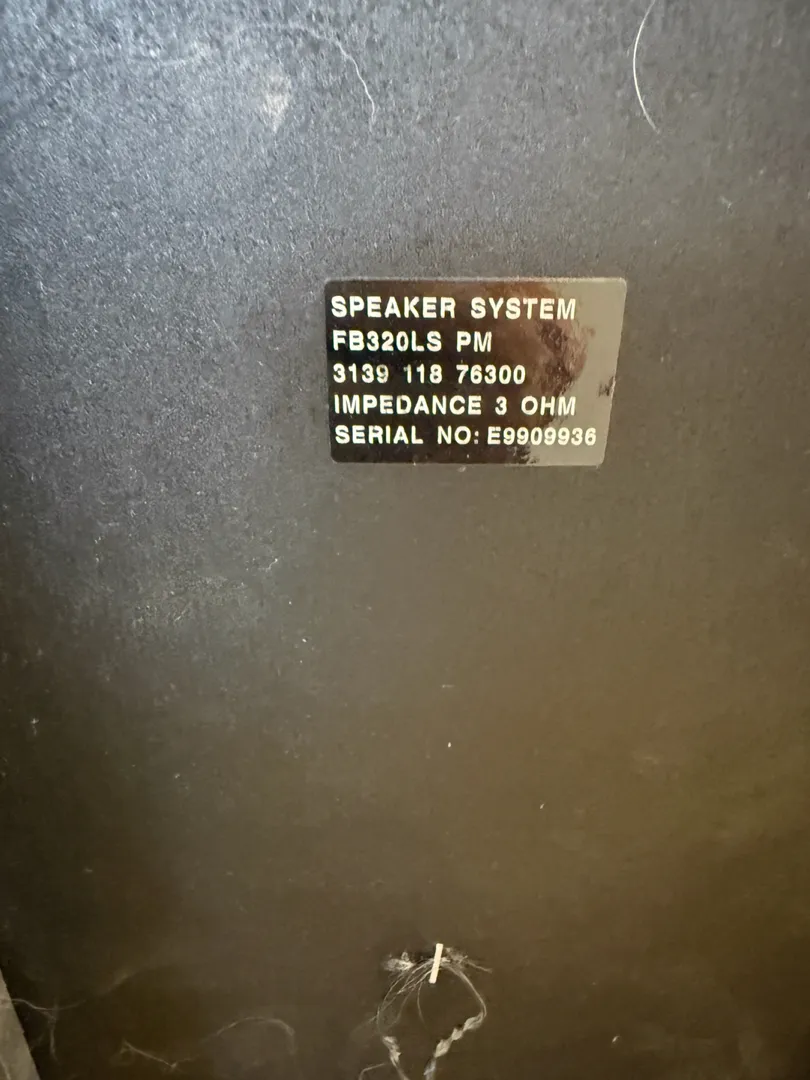 SPEAKER SYSTEM
FB320LS PM
3139 118 76300
IMPEDANCE 3 OHM
SERIAL NO: E9909936